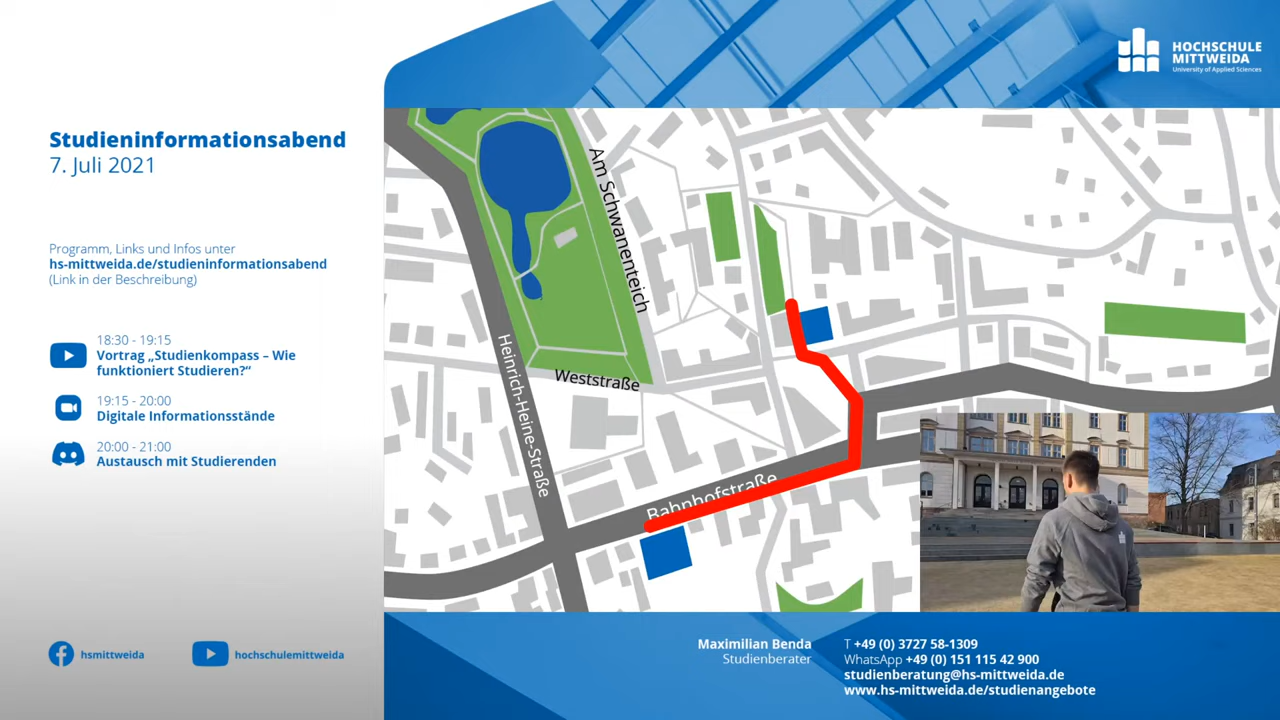 HOCHSCHULE
MITTWEIDA
University of Applied Sciences
Studieninformationsabend
7. Juli 2021
Programm, Links und Infos unter
hs-mittweida.de/studieninformationsabend
(Link in der Beschreibung)
18:30 - 19:15
Vortrag „Studienkompass – Wie
funktioniert Studieren?“
19:15 - 20:00
Digitale Informationsstände
20:00 - 21:00
Austausch mit Studierenden
hsmittweida
hochschulemittweida
Am Schwanenteich
Heinrich-Heine-Straße
Weststraße
Bahnhofstraße
Maximilian Benda
Studienberater
T +49 (0) 3727 58-1309
WhatsApp +49 (0) 151 115 42 900
studienberatung@hs-mittweida.de
www.hs-mittweida.de/studienangebote